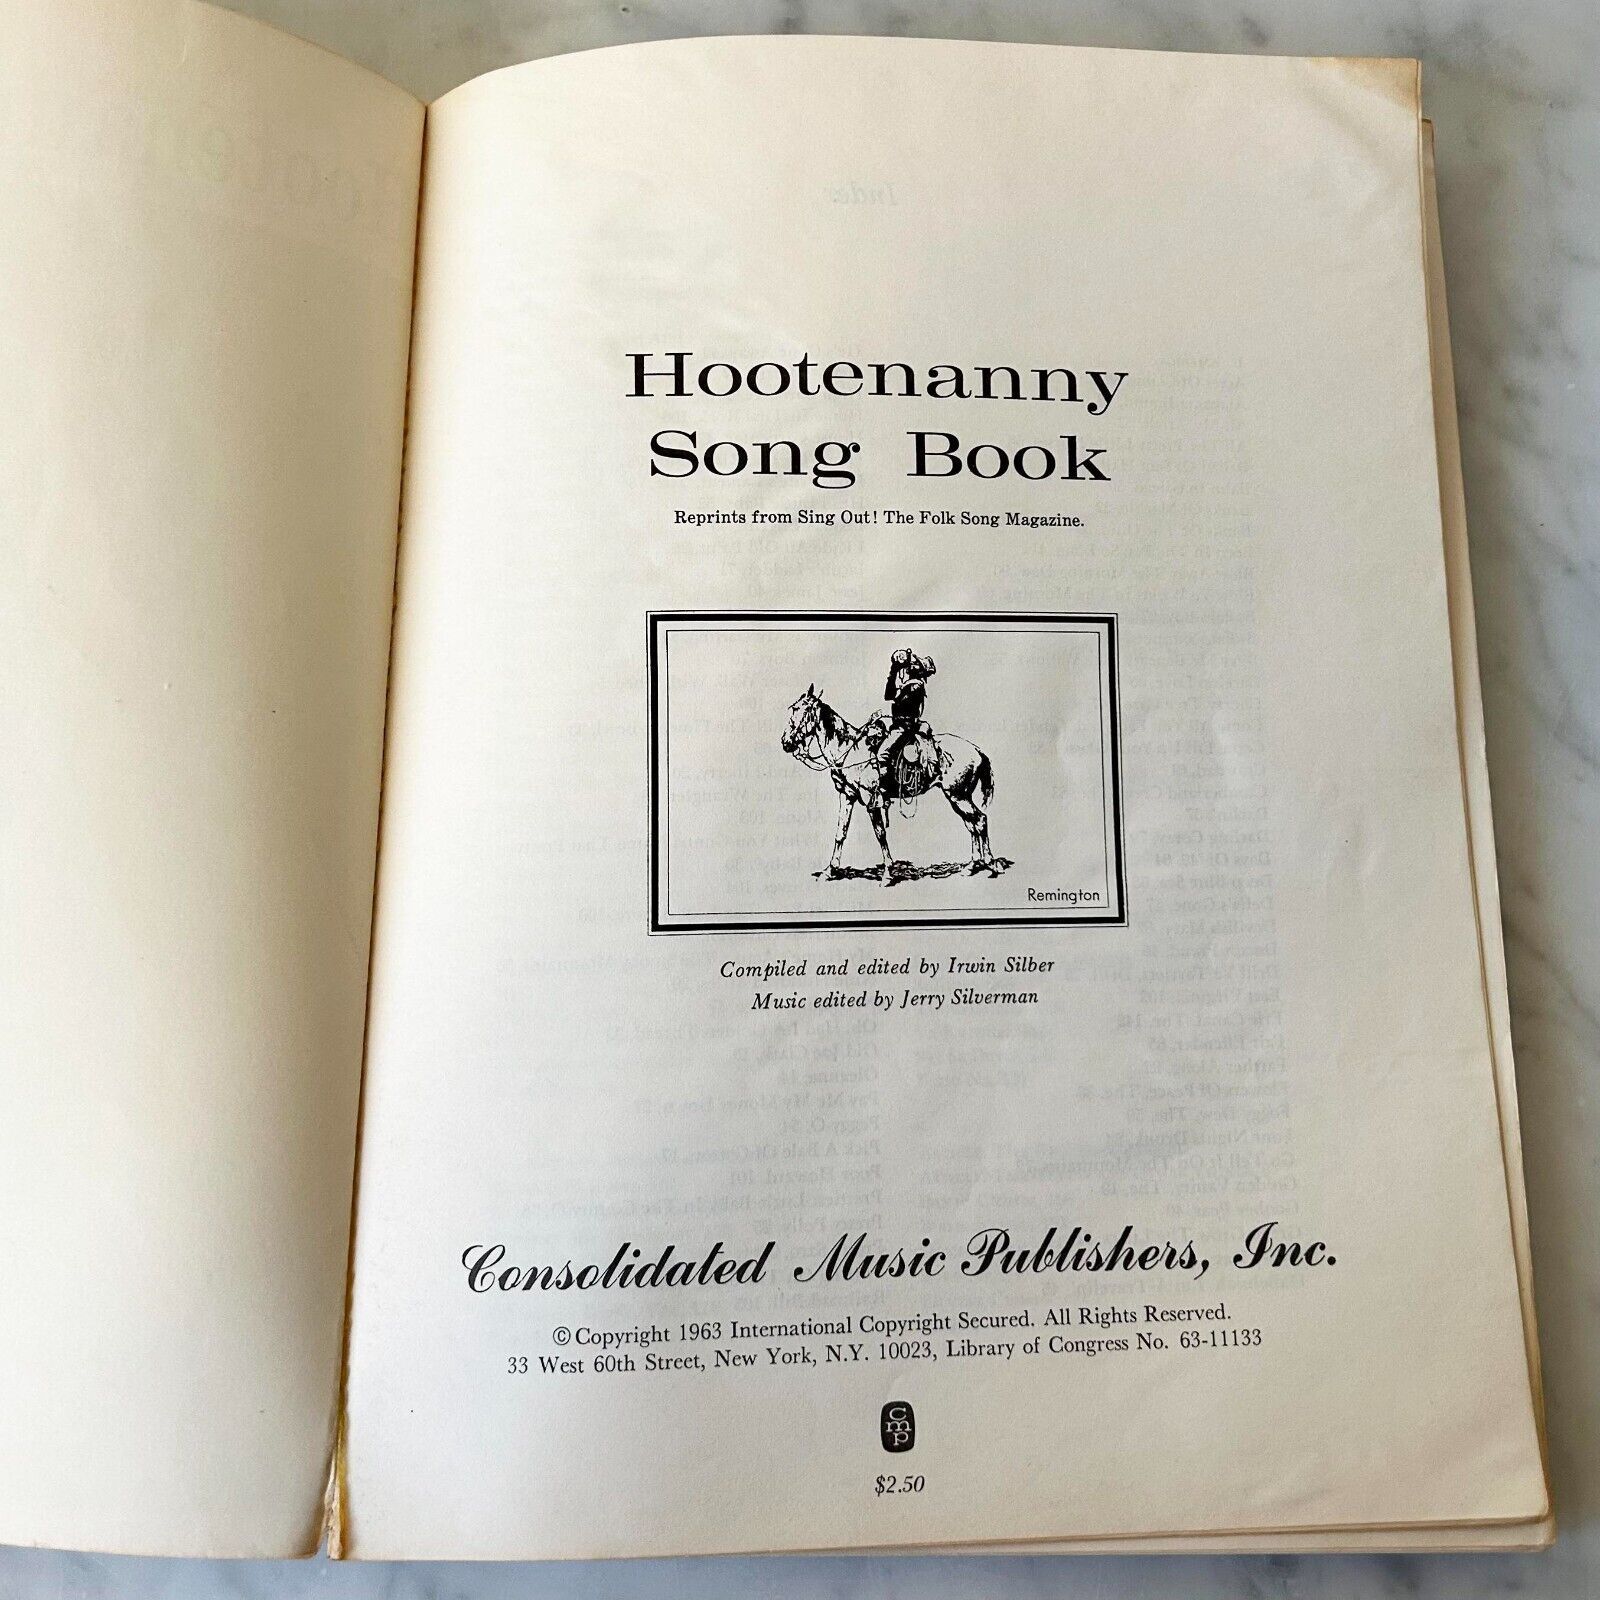 Hootenanny
Song Book
Reprints from Sing Out! The Folk Song Magazine.
Remington
Compiled and edited by Irwin Silber
Music edited by Jerry Silverman
Consolidated Music Publishers, Inc.
©Copyright 1963 International Copyright Secured. All Rights Reserved.
33 West 60th Street, New York, N.Y. 10023, Library of Congress No. 63-11133
cmp
$2.50